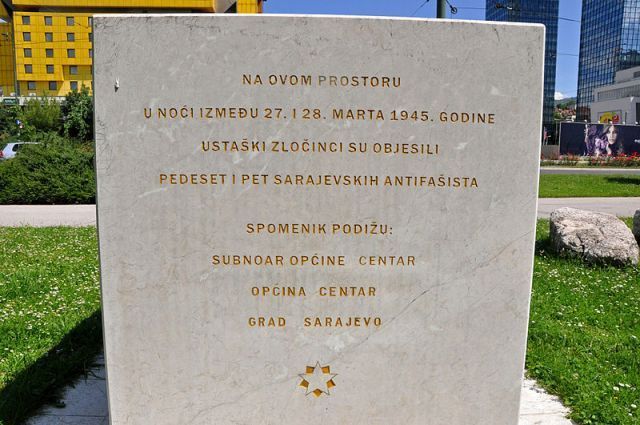 NA OVOM PROSTORU
U NOĆI IZMEĐU 27. I 28. MARTA 1945. GODINE
USTAŠKI ZLOČINCI SU OBJESILI
PEDESET I PET SARAJEVSKIH ANTIFAŠISTA
SPOMENIK PODIŽU:
SUBNOAR OPĆINE CENTAR
OPĆINA CENTAR
GRAD SARAJEVO